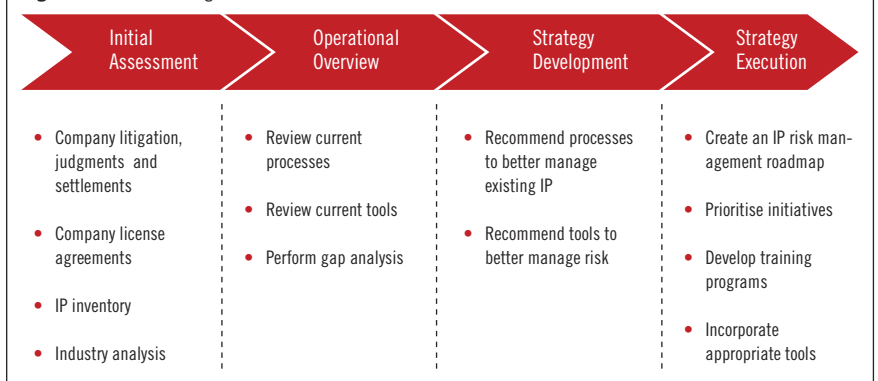 Initial
Assessment
Operational
Overview
Strategy
Development
Strategy
Execution
• Company litigation,
judgments and
settlements
• Company license
agreements
• IP inventory
• Industry analysis
• Review current
processes
• Review current tools
• Perform gap analysis
• Recommend processes
to better manage
existing IP
• Recommend tools to
better manage risk
• Create an IP risk man-
agement roadmap
• Prioritise initiatives
• Develop training
programs
• Incorporate
appropriate tools